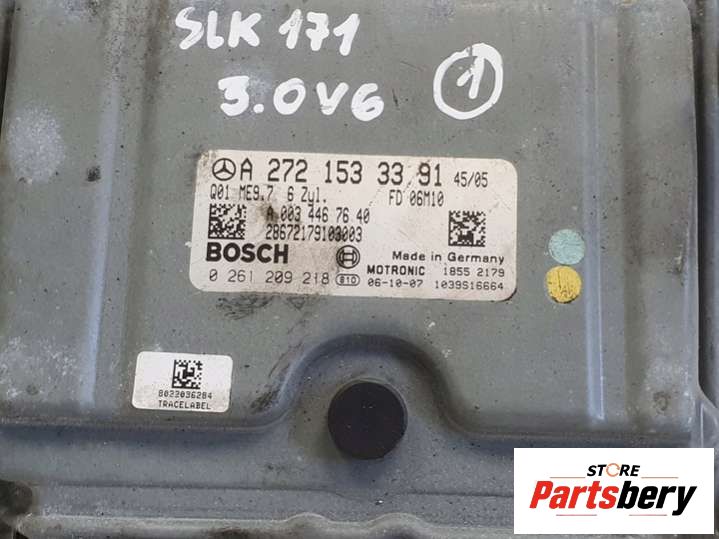 SLK 171
3.0V6 1
A 272 153 33 91 45/05
Q01 ME9.7 6 Zyl. FD 06M10
A 003 446 76 40
28672179103003
BOSCH Made in Germany
MOTRONIC 1855 2179
0 261 209 218 810 06-10-07 1039S16664
8022036284
TRACELABEL
STORE
Partsbery